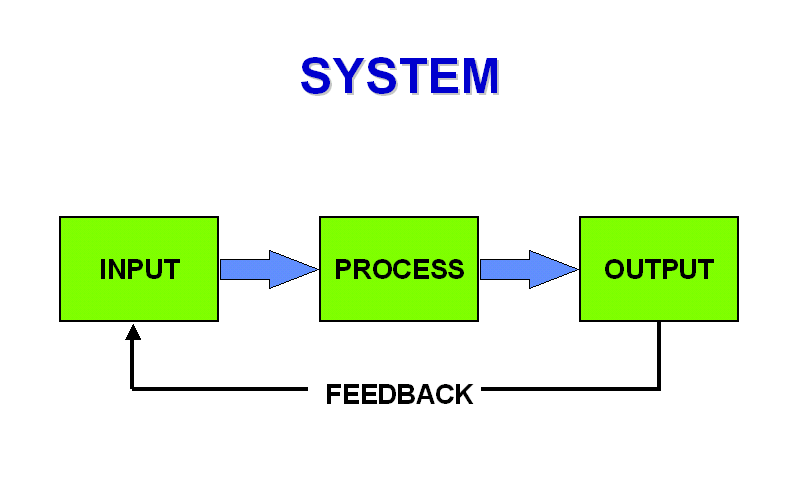 SYSTEM
INPUT
PROCESS
OUTPUT
FEEDBACK